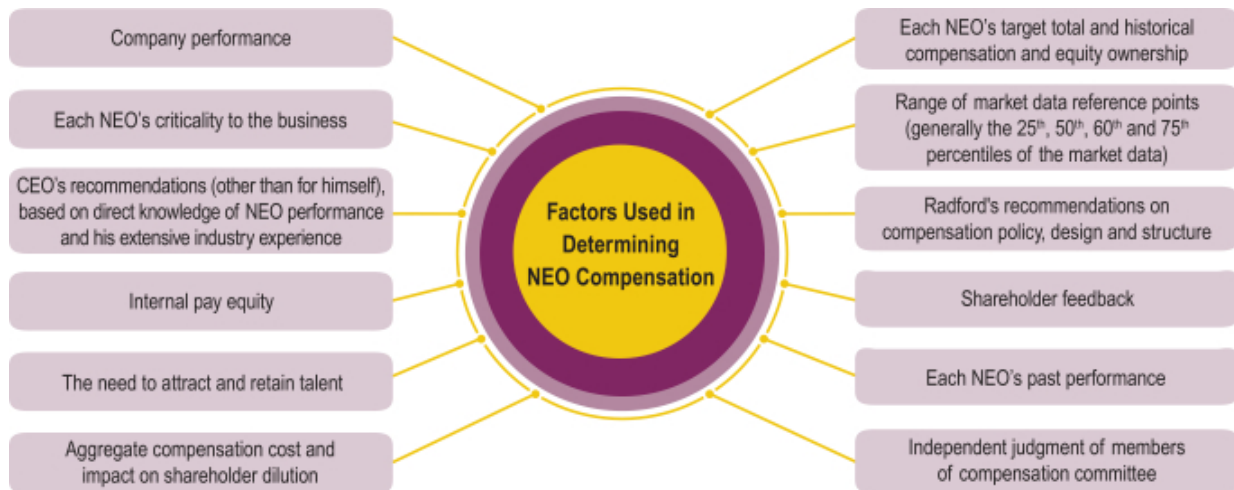 Company performance
Each NEO's criticality to the business
CEO's recommendations (other than for himself),
based on direct knowledge of NEO performance
and his extensive industry experience
Internal pay equity
The need to attract and retain talent
Aggregate compensation cost and
impact on shareholder dilution
Factors Used in
Determining
NEO Compensation
Each NEO's target total and historical
compensation and equity ownership
Range of market data reference points
(generally the 25th, 50th, 60th and 75th
percentiles of the market data)
Radford's recommendations on
compensation policy, design and structure
Shareholder feedback
Each NEO's past performance
Independent judgment of members
of compensation committee